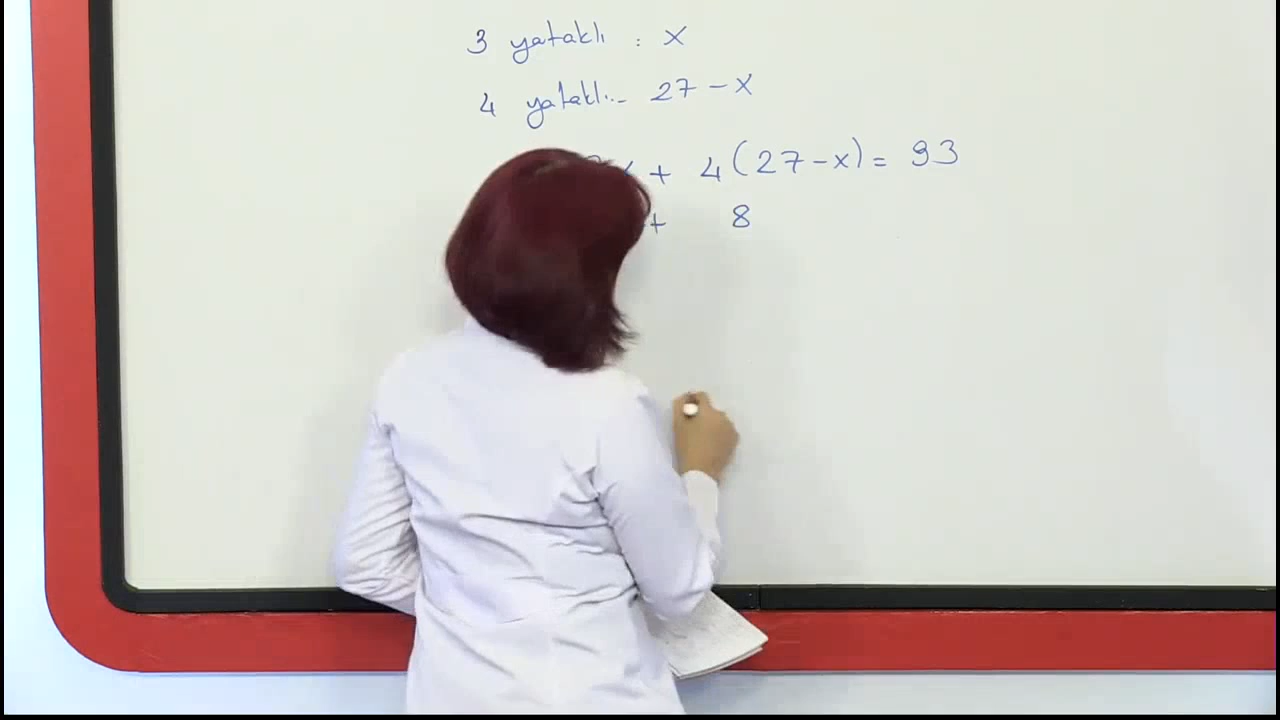 3 yataklı : x
4 yataklı:- 27-x
+ 4(27-x) = 93
+ 8